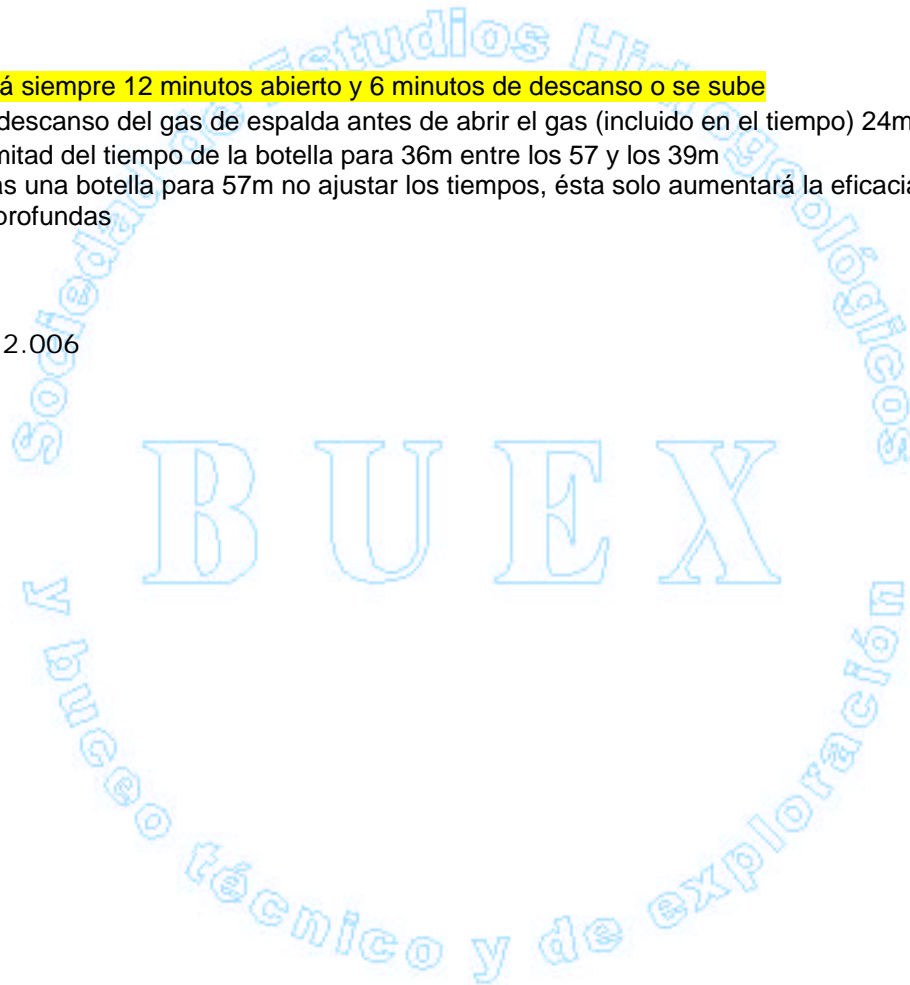 á siempre 12 minutos abierto y 6 minutos de descanso o se sube
descanso del gas de espalda antes de abrir el gas (incluido en el tiempo) 24m
mitad del tiempo de la botella para 36m entre los 57 y los 39m
as una botella para 57m no ajustar los tiempos, ésta solo aumentará la eficacia
profundas
2.006
Sociedad de Estudios Hidrogeológicos
BUEX
y buceo técnico y de exploración